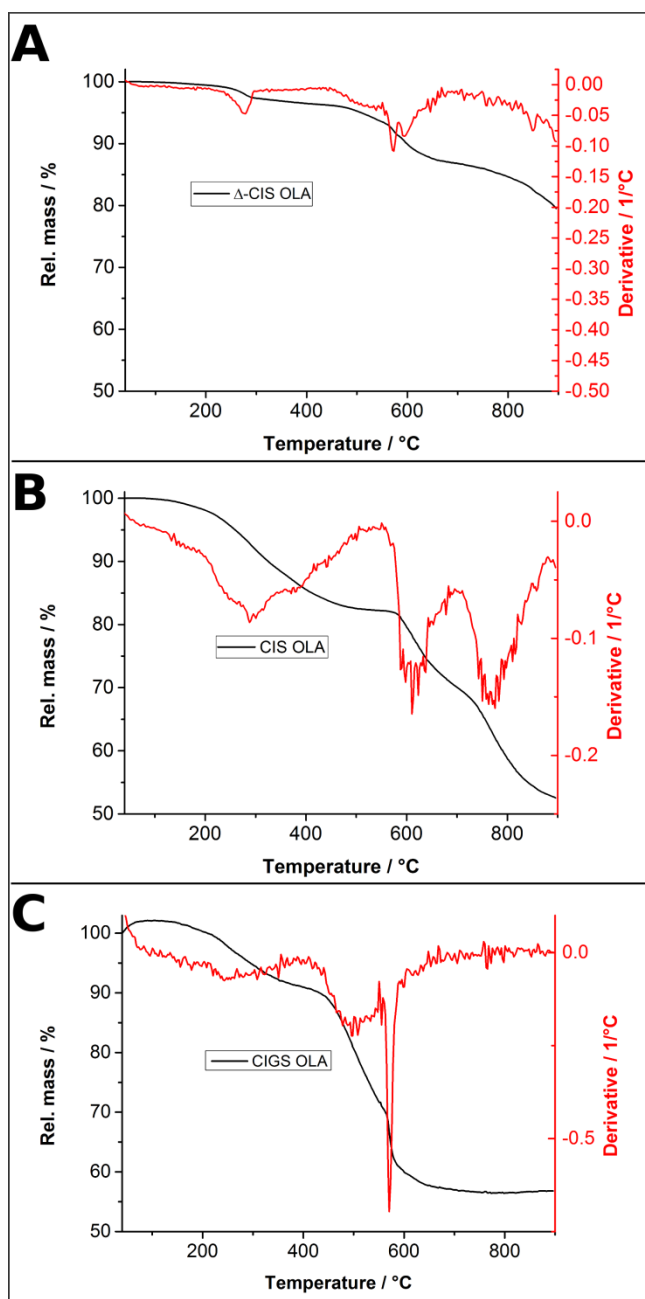 A
100
90
80
70
60
50
Rel. mass / %
Δ-CIS OLA
0.00
-0.05
-0.10
-0.15
-0.20
-0.25
-0.30
-0.35
-0.40
-0.45
-0.50
Derivative / 1/°C
200 400 600 800
Temperature / °C
B
100
90
80
70
60
50
Rel. mass / %
CIS OLA
0.0
-0.1
-0.2
Derivative / 1/°C
200 400 600 800
Temperature / °C
C
100
90
80
70
60
50
Rel. mass / %
CIGS OLA
0.0
-0.5
Derivative / 1/°C
200 400 600 800
Temperature / °C